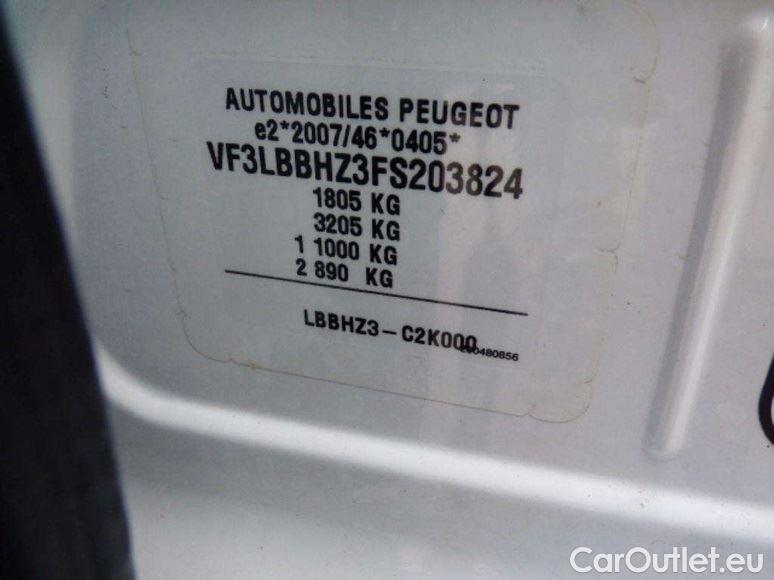 AUTOMOBILES PEUGEOT
e2*2007/46*0405*
VF3LBBHZ3FS203824
1805 KG
3205 KG
1 1000 KG
2 890 KG
LBBHZ3-C2K000
CarOutlet.eu